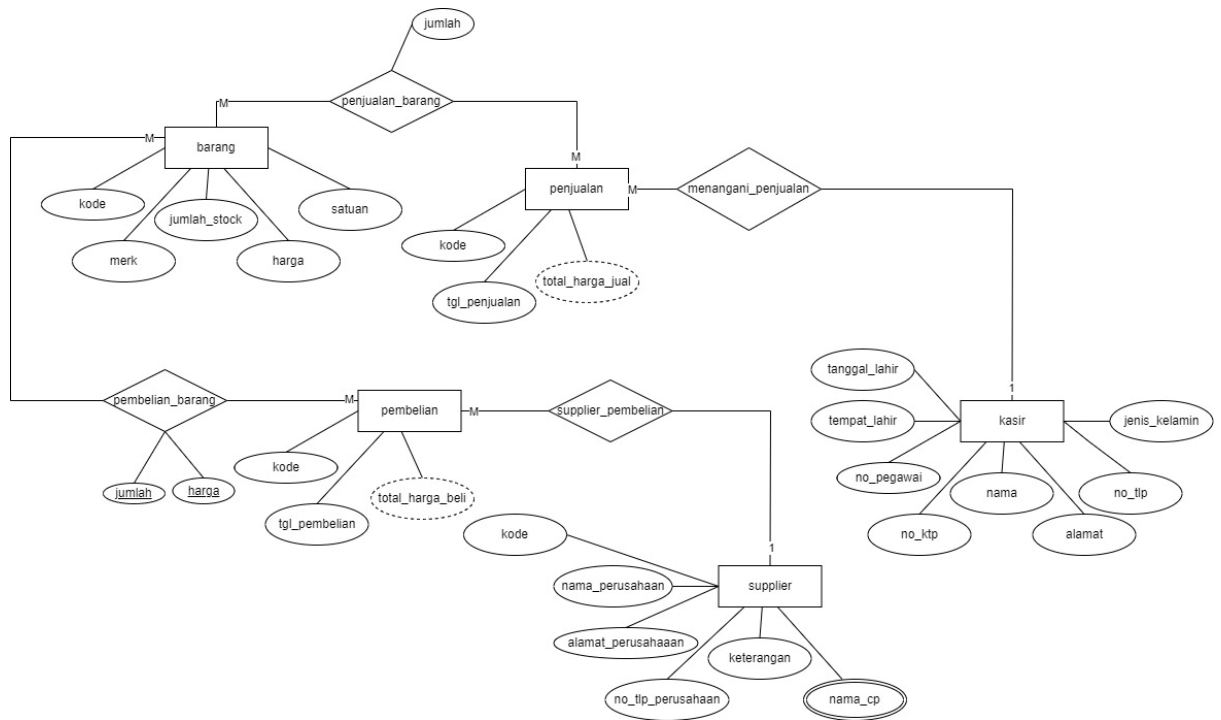 jumlah
penjualan_barang
M
M
M
barang
kode
merk
jumlah_stock
harga
satuan
M
penjualan
menangani_penjualan
kode
tgl_penjualan
total_harga_jual
1
kasir
tanggal_lahir
tempat_lahir
no_pegawai
no_ktp
nama
alamat
no_tlp
jenis_kelamin
pembelian_barang
jumlah
harga
M
pembelian
M
supplier_pembelian
kode
tgl_pembelian
total_harga_beli
1
supplier
kode
nama_perusahaan
alamat_perusahaaan
no_tlp_perusahaan
keterangan
nama_cp